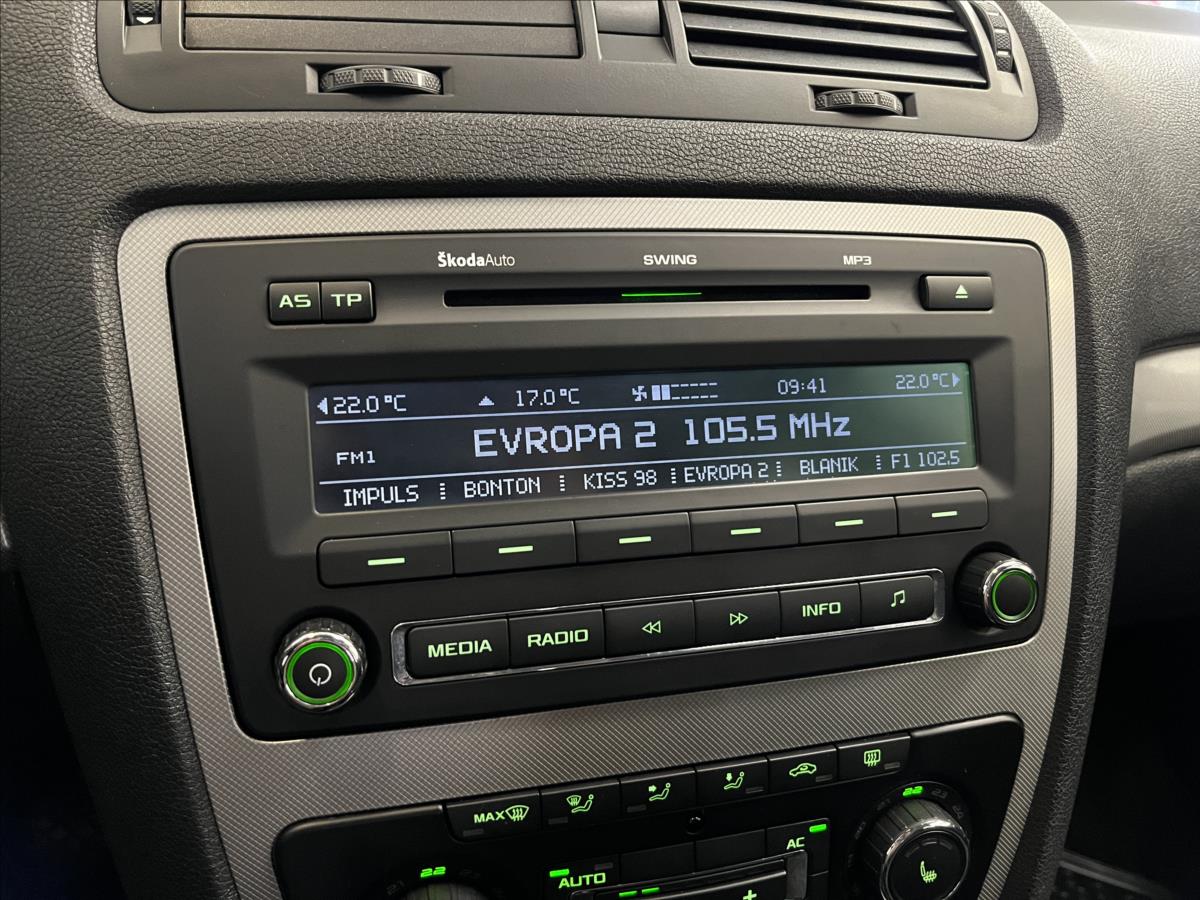 ŠkodaAuto SWING MP3
AS TP
22.0°C 17.0°C 09:41 22.0°C
FM1 EVROPA 2 105.5 MHz
IMPULS BONTON KISS 98 EVROPA 2 BLANIK F1 102.5
MEDIA RADIO INFO
MAX
22 22 23
AC
AUTO